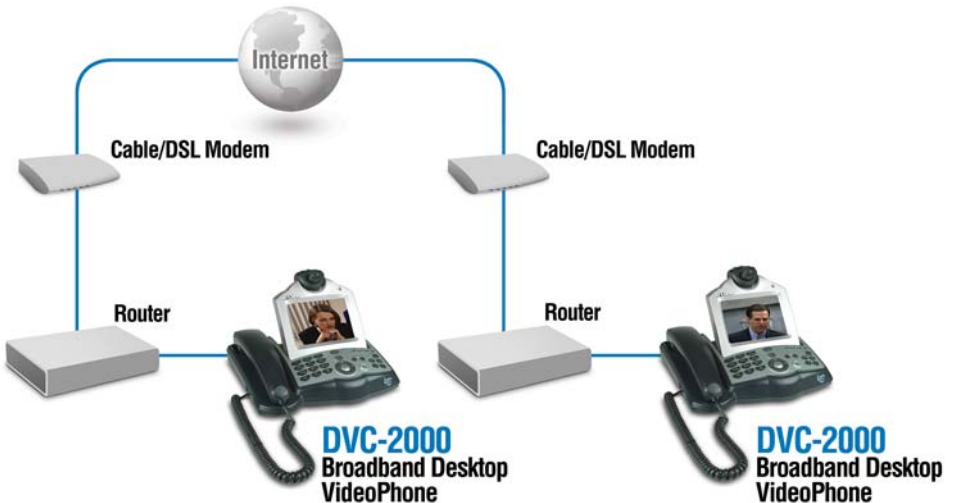 Internet
Cable/DSL Modem
Cable/DSL Modem
Router
Router
DVC-2000
Broadband Desktop
VideoPhone
DVC-2000
Broadband Desktop
VideoPhone